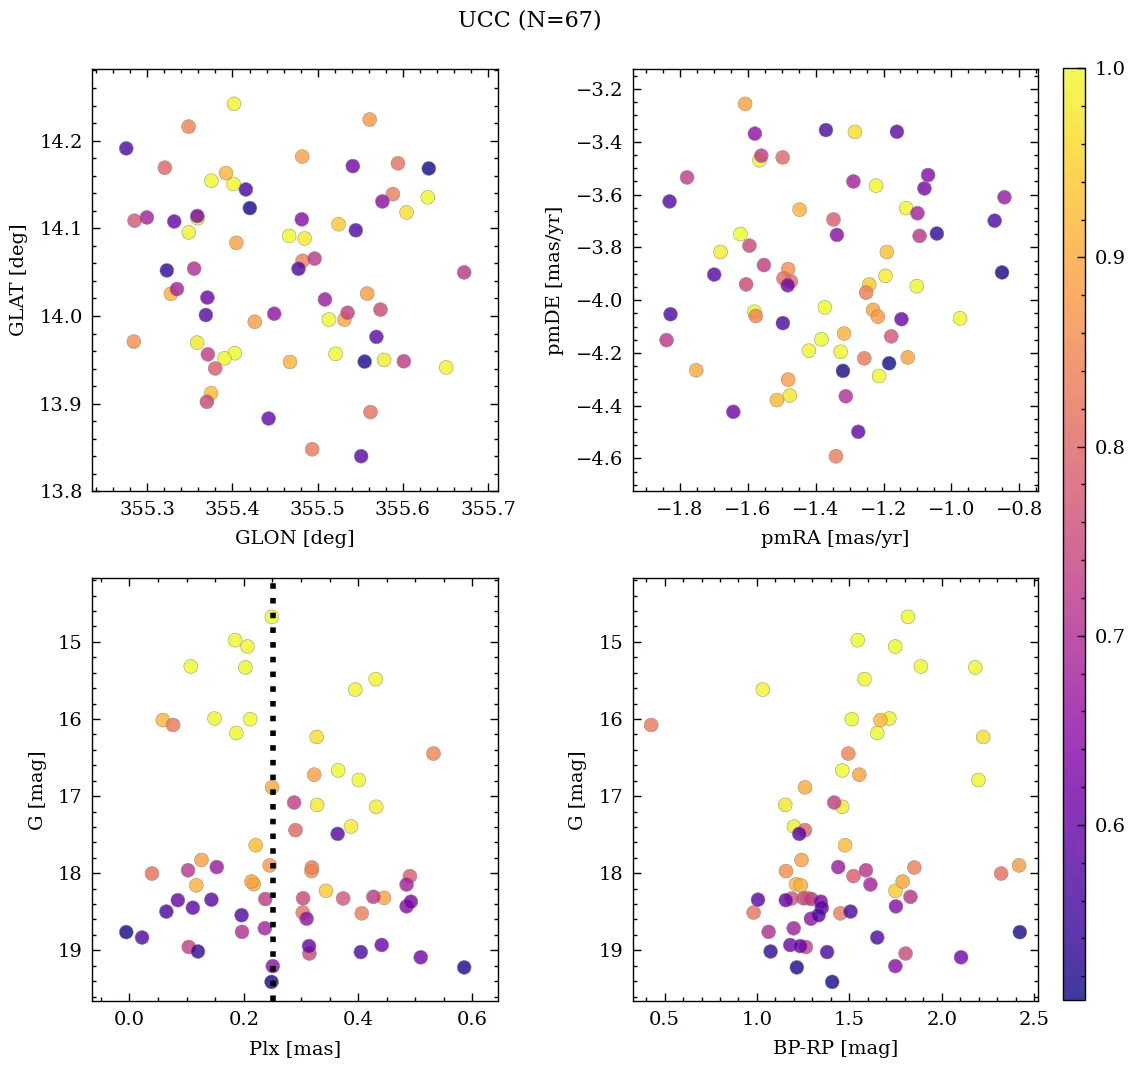 UCC (N=67)
14.2
14.1
14.0
13.9
13.8
GLAT [deg]
355.3 355.4 355.5 355.6 355.7
GLON [deg]
−3.2
−3.4
−3.6
−3.8
−4.0
−4.2
−4.4
−4.6
pmDE [mas/yr]
−1.8 −1.6 −1.4 −1.2 −1.0 −0.8
pmRA [mas/yr]
1.0
0.9
0.8
0.7
0.6
15
16
17
18
19
G [mag]
0.0 0.2 0.4 0.6
Plx [mas]
15
16
17
18
19
G [mag]
0.5 1.0 1.5 2.0 2.5
BP-RP [mag]